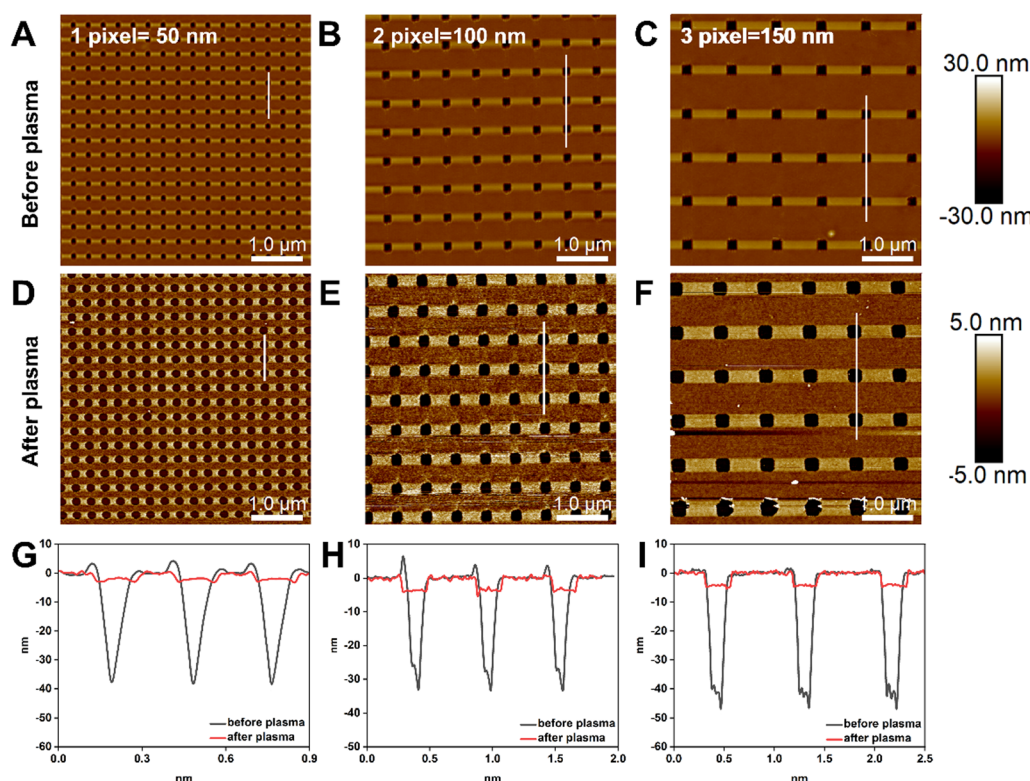 A
1 pixel= 50 nm
B
2 pixel=100 nm
C
3 pixel=150 nm
Before plasma
1.0 µm
1.0 µm
1.0 µm
30.0 nm
-30.0 nm
D
E
F
After plasma
1.0 µm
1.0 µm
1.0 µm
5.0 nm
-5.0 nm
G
10
0
-10
-20
-30
-40
-50
-60
nm
before plasma
after plasma
0.0 0.3 0.6 0.9
nm
H
10
0
-10
-20
-30
-40
-50
nm
before plasma
after plasma
0.0 0.5 1.0 1.5 2.0
nm
I
10
0
-10
-20
-30
-40
-50
-60
nm
before plasma
after plasma
0.0 0.5 1.0 1.5 2.0 2.5
nm